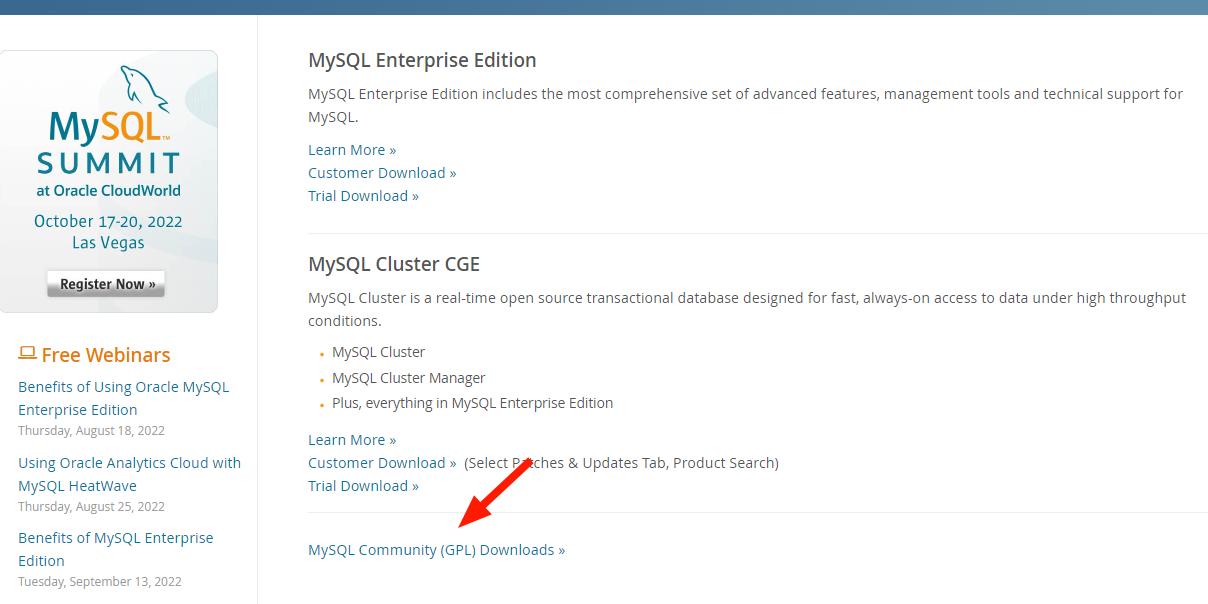 MySQL™
SUMMIT
at Oracle CloudWorld
October 17-20, 2022
Las Vegas
Register Now »
Free Webinars
Benefits of Using Oracle MySQL
Enterprise Edition
Thursday, August 18, 2022
Using Oracle Analytics Cloud with
MySQL HeatWave
Thursday, August 25, 2022
Benefits of MySQL Enterprise
Edition
Tuesday, September 13, 2022
MySQL Enterprise Edition
MySQL Enterprise Edition includes the most comprehensive set of advanced features, management tools and technical support for
MySQL.
Learn More »
Customer Download »
Trial Download »
MySQL Cluster CGE
MySQL Cluster is a real-time open source transactional database designed for fast, always-on access to data under high throughput
conditions.
• MySQL Cluster
• MySQL Cluster Manager
• Plus, everything in MySQL Enterprise Edition
Learn More »
Customer Download » (Select Patches & Updates Tab, Product Search)
Trial Download »
MySQL Community (GPL) Downloads »